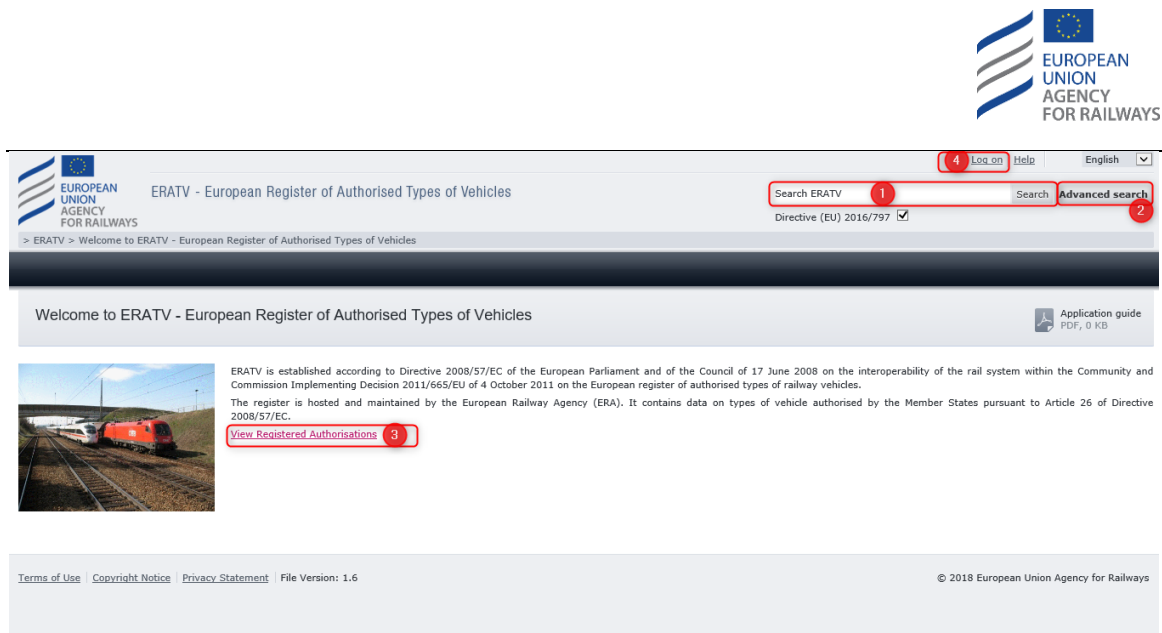 EUROPEAN
UNION
AGENCY
FOR RAILWAYS
4 Log on Help English
EUROPEAN
UNION
AGENCY
FOR RAILWAYS
ERATV - European Register of Authorised Types of Vehicles
Search ERATV 1 Search Advanced search
2
Directive (EU) 2016/797
> ERATV > Welcome to ERATV - European Register of Authorised Types of Vehicles
Welcome to ERATV - European Register of Authorised Types of Vehicles
Application guide
PDF, 0 KB
ERATV is established according to Directive 2008/57/EC of the European Parliament and of the Council of 17 June 2008 on the interoperability of the rail system within the Community and
Commission Implementing Decision 2011/665/EU of 4 October 2011 on the European register of authorised types of railway vehicles.
The register is hosted and maintained by the European Railway Agency (ERA). It contains data on types of vehicle authorised by the Member States pursuant to Article 26 of Directive
2008/57/EC.
View Registered Authorisations 3
Terms of Use Copyright Notice Privacy Statement File Version: 1.6
© 2018 European Union Agency for Railways